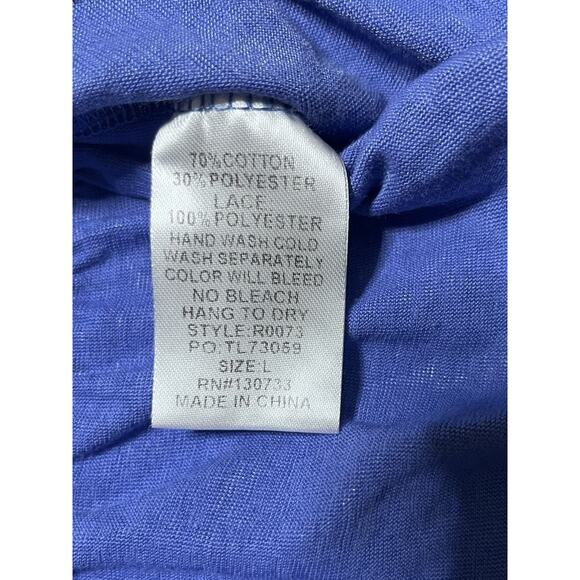 70%COTTON
30%POLYESTER
LACE
100%POLYESTER
HAND WASH COLD
WASH SEPARATELY
COLOR WILL BLEED
NO BLEACH
HANG TO DRY
STYLE:R0073
PO:TL73059
SIZE:L
RN#130733
MADE IN CHINA